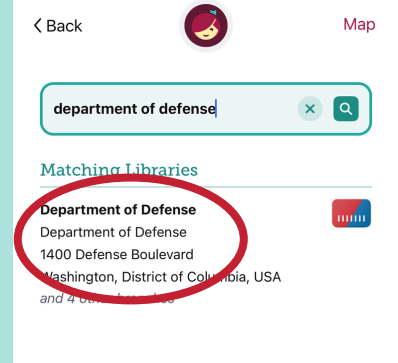 Back
Map
department of defense
Matching Libraries
Department of Defense
Department of Defense
1400 Defense Boulevard
Washington, District of Columbia, USA
and 4 other branches